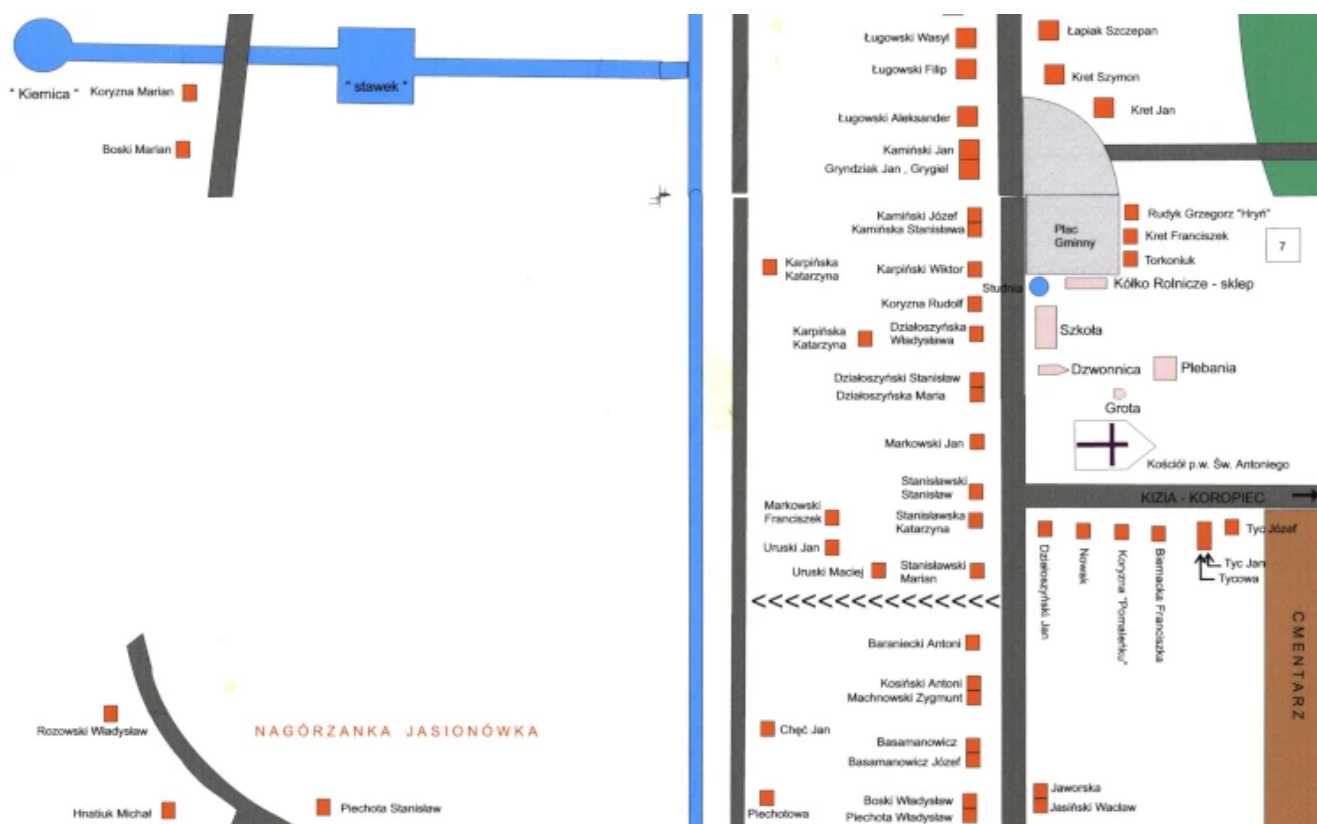 Ługowski Wasyl
Łapiak Szczepan
Ługowski Filip
Kret Szymon
" Kiernica "
Koryzna Marian
" stawek "
Kret Jan
Ługowski Aleksander
Boski Marian
Kamiński Jan
Gryndziak Jan , Grygiel
Kamiński Józef
Kamińska Stanisława
Plac
Gminny
Rudyk Grzegorz "Hryń"
Kret Franciszek
7
Torkoniuk
Karpińska
Katarzyna
Karpiński Wiktor
Studnia
Kółko Rolnicze - sklep
Koryzna Rudolf
Karpińska
Katarzyna
Działoszyńska
Władysława
Szkoła
Dzwonnica
Plebania
Działoszyński Stanisław
Działoszyńska Maria
Grota
Markowski Jan
Kościół p.w. Św. Antoniego
Stanisławski
Stanisław
KIZIA - KOROPIEC
Markowski
Franciszek
Stanisławska
Katarzyna
Uruski Jan
Uruski Maciej
Stanisławski
Marian
Działoszyński Jan
Nowak
Koryzna "Pomaleńku"
Biernacka Franciszka
Tyc Józef
Tyc Jan
Tycowa
CMENTARZ
Baraniecki Antoni
Kosiński Antoni
Machnowski Zygmunt
Rozowski Władysław
NAGÓRZANKA JASIONÓWKA
Chęć Jan
Basamanowicz
Basamanowicz Józef
Hnatiuk Michał
Piechota Stanisław
Piechotowa
Boski Władysław
Piechota Władysław
Jaworska
Jasiński Wacław